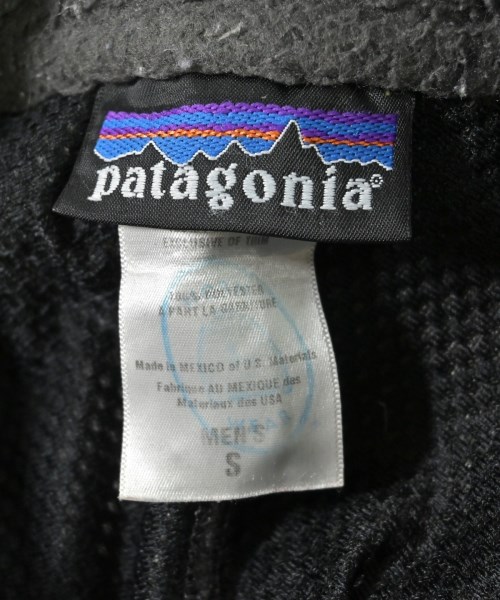 patagonia®
EXCLUSIVE OF TRIM
100% POLYESTER
À PART LA GARNITURE
Made in MEXICO of U.S. Materials
Fabriqué AU MEXIQUE des
Materiaux des USA
MEN'S
S